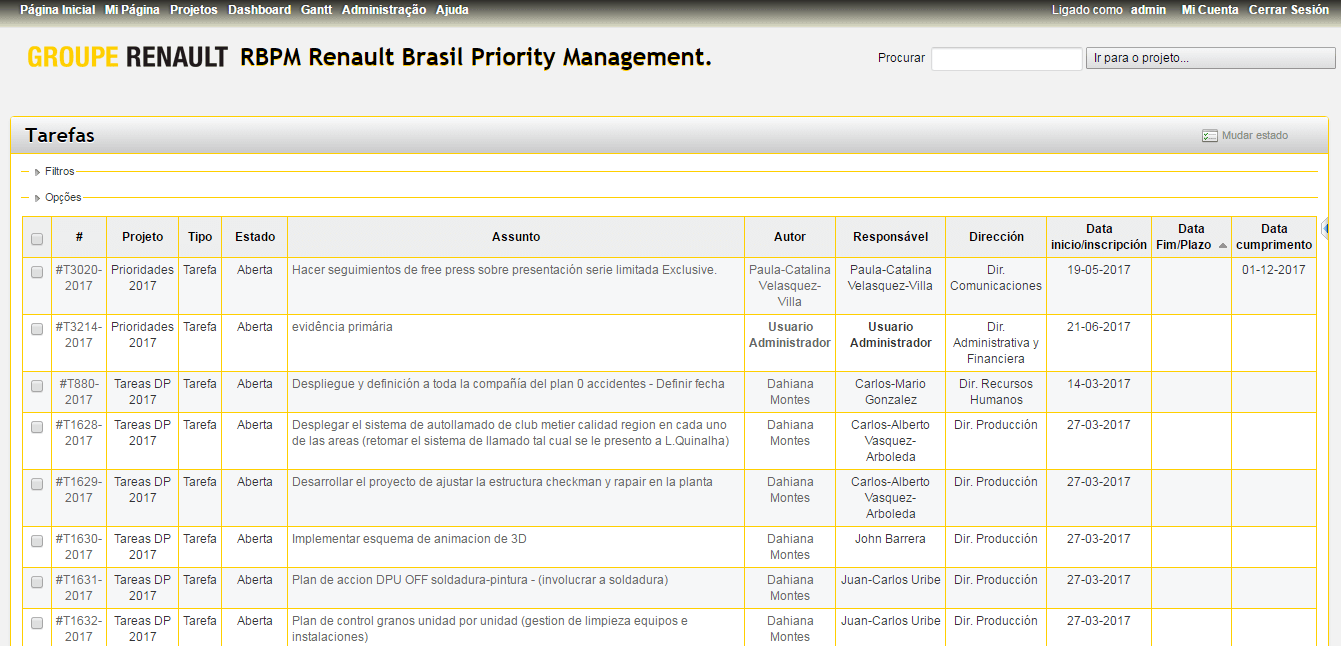 Página Inicial Mi Página Projetos Dashboard Gantt Administração Ajuda Ligado como admin Mi Cuenta Cerrar Sesión
GROUPE RENAULT RBPM Renault Brasil Priority Management. Procurar Ir para o projeto...
Tarefas Mudar estado
Filtros
Opções
# Projeto Tipo Estado Assunto Autor Responsável Dirección Data inicio/inscripción Data Fim/Plazo Data cumprimento
#T3020-2017 Prioridades 2017 Tarefa Aberta Hacer seguimientos de free press sobre presentación serie limitada Exclusive. Paula-Catalina Velasquez-Villa Paula-Catalina Velasquez-Villa Dir. Comunicaciones 19-05-2017 01-12-2017
#T3214-2017 Prioridades 2017 Tarefa Aberta evidência primária Usuario Administrador Usuario Administrador Dir. Administrativa y Financiera 21-06-2017
#T880-2017 Tareas DP 2017 Tarefa Aberta Despliegue y definición a toda la compañía del plan 0 accidentes - Definir fecha Dahiana Montes Carlos-Mario Gonzalez Dir. Recursos Humanos 14-03-2017
#T1628-2017 Tareas DP 2017 Tarefa Aberta Desplegar el sistema de autollamado de club metier calidad region en cada uno de las areas (retomar el sistema de llamado tal cual se le presento a L.Quinalha) Dahiana Montes Carlos-Alberto Vasquez-Arboleda Dir. Producción 27-03-2017
#T1629-2017 Tareas DP 2017 Tarefa Aberta Desarrollar el proyecto de ajustar la estructura checkman y rapair en la planta Dahiana Montes Carlos-Alberto Vasquez-Arboleda Dir. Producción 27-03-2017
#T1630-2017 Tareas DP 2017 Tarefa Aberta Implementar esquema de animacion de 3D Dahiana Montes John Barrera Dir. Producción 27-03-2017
#T1631-2017 Tareas DP 2017 Tarefa Aberta Plan de accion DPU OFF soldadura-pintura - (involucrar a soldadura) Dahiana Montes Juan-Carlos Uribe Dir. Producción 27-03-2017
#T1632-2017 Tareas DP 2017 Tarefa Aberta Plan de control granos unidad por unidad (gestion de limpieza equipos e instalaciones) Dahiana Montes Juan-Carlos Uribe Dir. Producción 27-03-2017